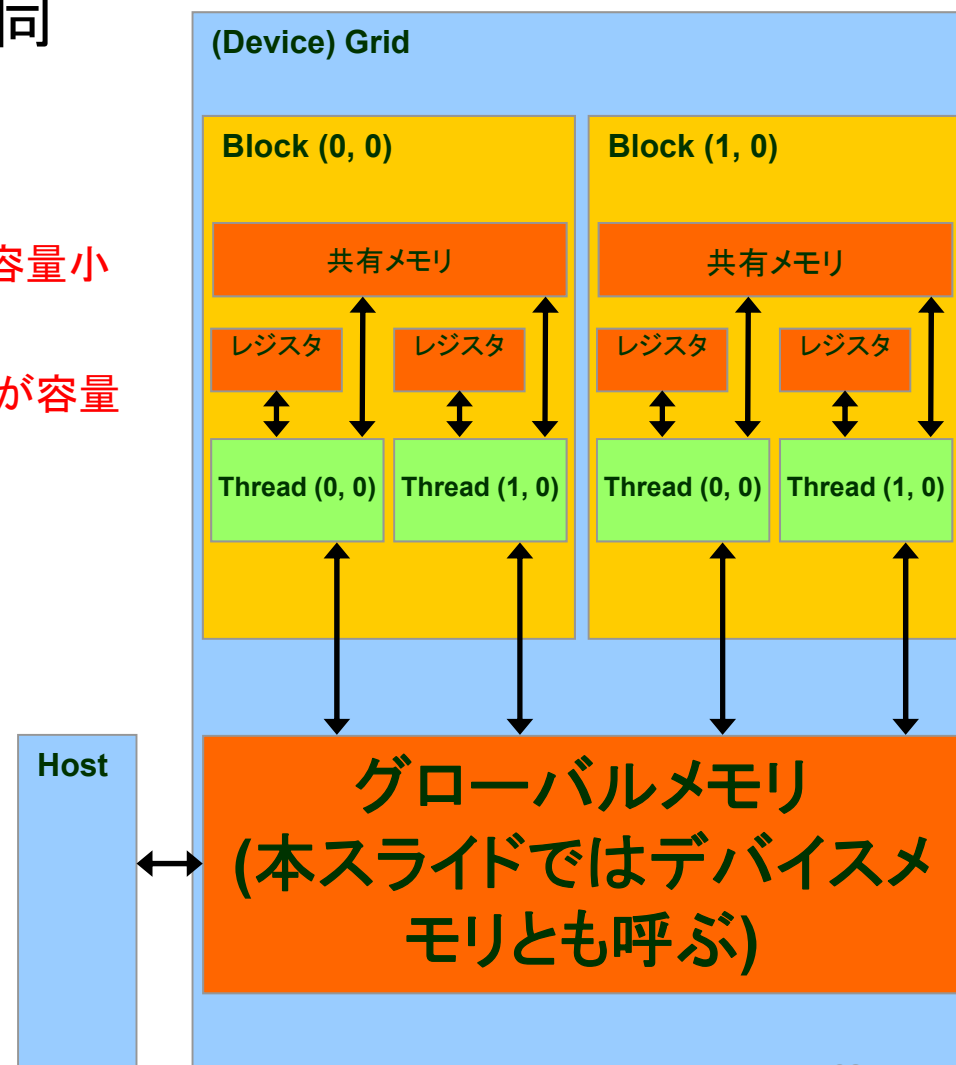 同
容量小
が容量
(Device) Grid
Block (0, 0)
Block (1, 0)
共有メモリ
共有メモリ
レジスタ
レジスタ
レジスタ
レジスタ
Thread (0, 0)
Thread (1, 0)
Thread (0, 0)
Thread (1, 0)
Host
グローバルメモリ
(本スライドではデバイスメ
モリとも呼ぶ)